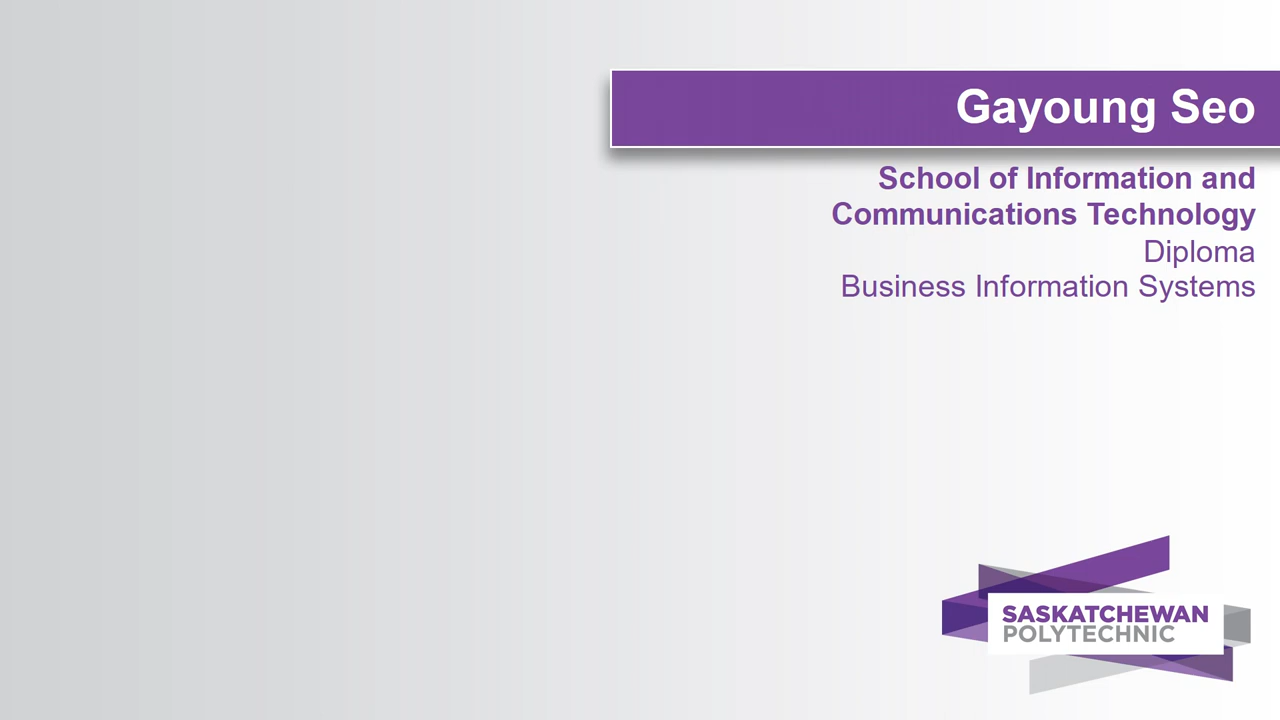 Gayoung Seo
School of Information and
Communications Technology
Diploma
Business Information Systems
SASKATCHEWAN
POLYTECHNIC